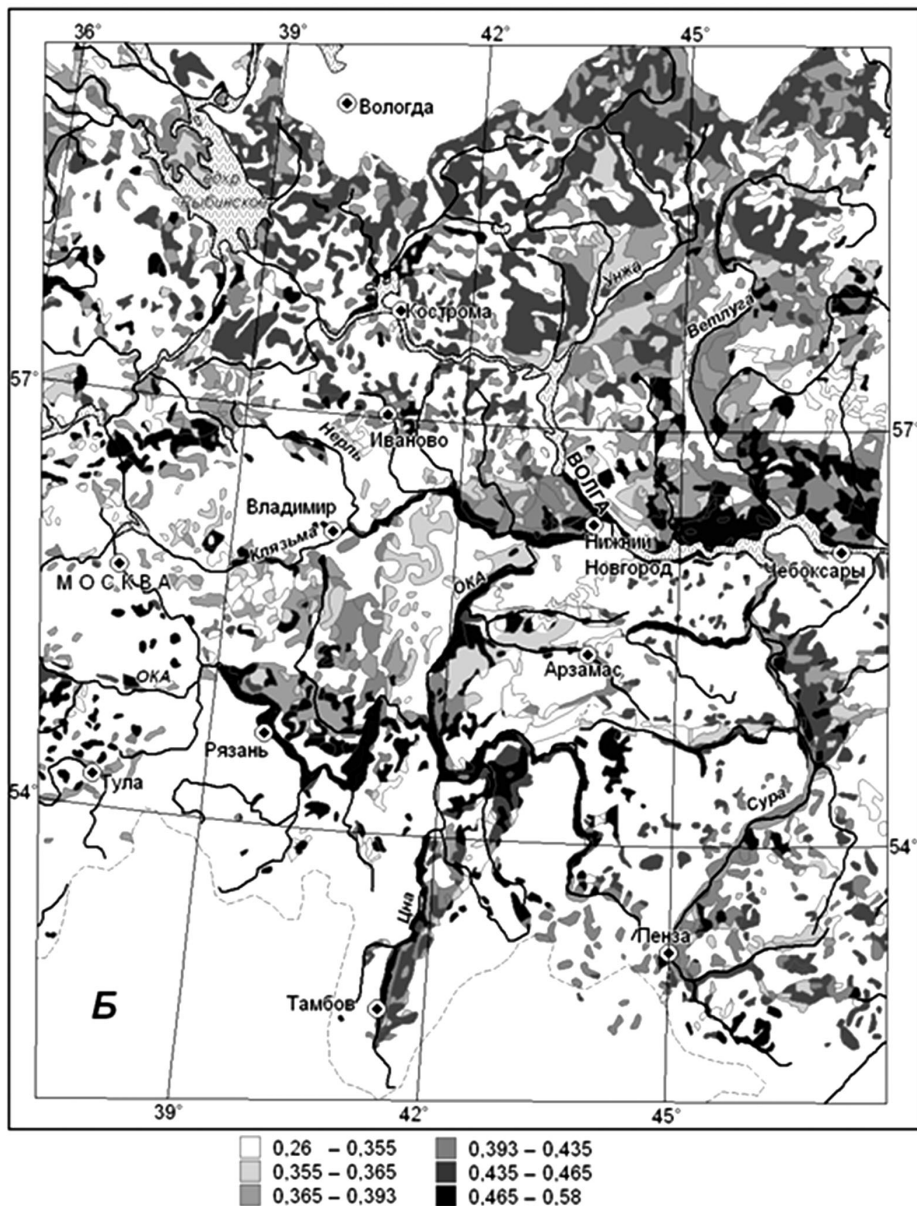 36° 39° 42° 45°
Вологда
вдхр
Рыбинское
Унжа
Кострома
Ветлуга
57°
57°
Иваново
Нерль
ВОЛГА
Владимир
Клязьма
Нижний
Новгород
МОСКВА
Чебоксары
ОКА
Арзамас
ОКА
Рязань
Тула
54°
Сура
54°
Цна
Пенза
Б
Тамбов
39° 42° 45°
0,26 – 0,355
0,355 – 0,365
0,365 – 0,393
0,393 – 0,435
0,435 – 0,465
0,465 – 0,58